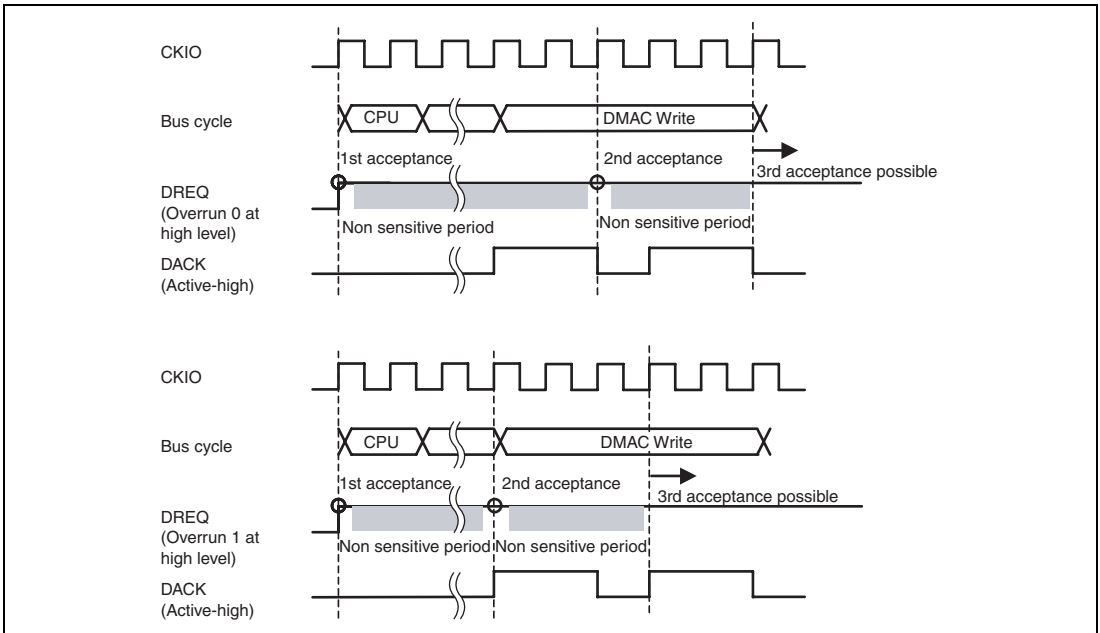 CKIO
Bus cycle
CPU
DMAC Write
1st acceptance
2nd acceptance
3rd acceptance possible
DREQ
(Overrun 0 at
high level)
Non sensitive period
Non sensitive period
DACK
(Active-high)
CKIO
Bus cycle
CPU
DMAC Write
1st acceptance
2nd acceptance
3rd acceptance possible
DREQ
(Overrun 1 at
high level)
Non sensitive period
Non sensitive period
DACK
(Active-high)